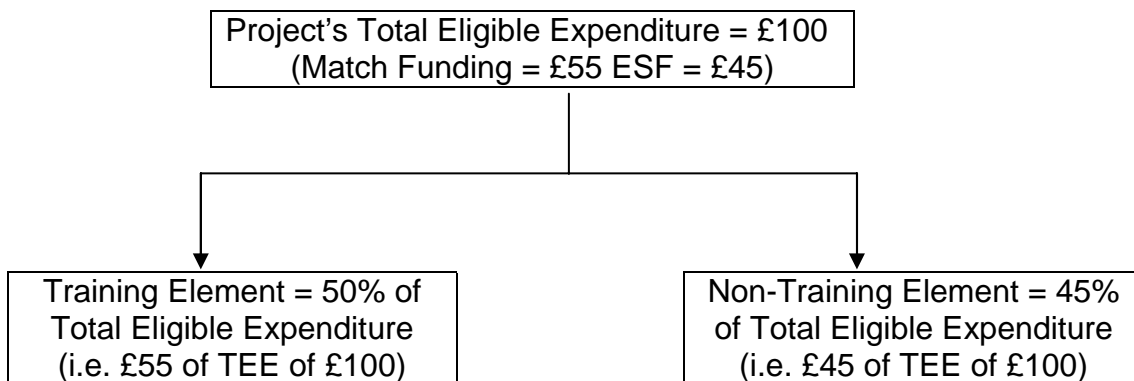 Project’s Total Eligible Expenditure = £100
(Match Funding = £55 ESF = £45)
Training Element = 50% of
Total Eligible Expenditure
(i.e. £55 of TEE of £100)
Non-Training Element = 45%
of Total Eligible Expenditure
(i.e. £45 of TEE of £100)